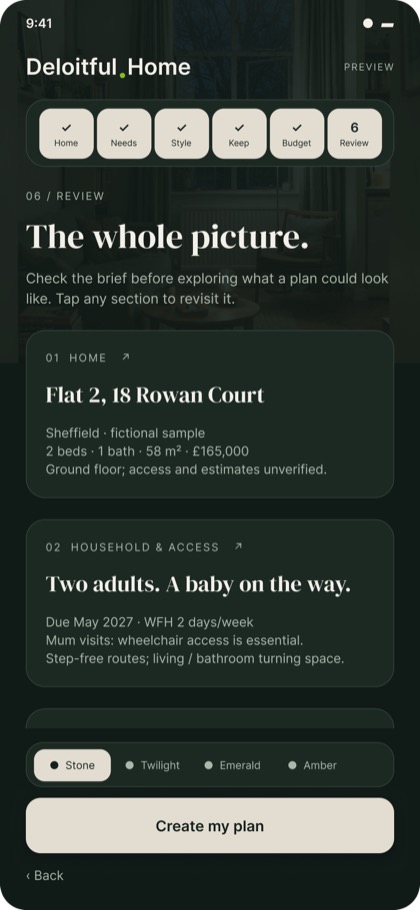 9:41
Deloitful.Home
PREVIEW
✓ ✓ ✓ ✓ ✓ 6
Home Needs Style Keep Budget Review
06 / REVIEW
The whole picture.
Check the brief before exploring what a plan could look
like. Tap any section to revisit it.
01 HOME ↗
Flat 2, 18 Rowan Court
Sheffield · fictional sample
2 beds · 1 bath · 58 m² · £165,000
Ground floor; access and estimates unverified.
02 HOUSEHOLD & ACCESS ↗
Two adults. A baby on the way.
Due May 2027 · WFH 2 days/week
Mum visits: wheelchair access is essential.
Step-free routes; living / bathroom turning space.
Stone Twilight Emerald Amber
Create my plan
‹ Back